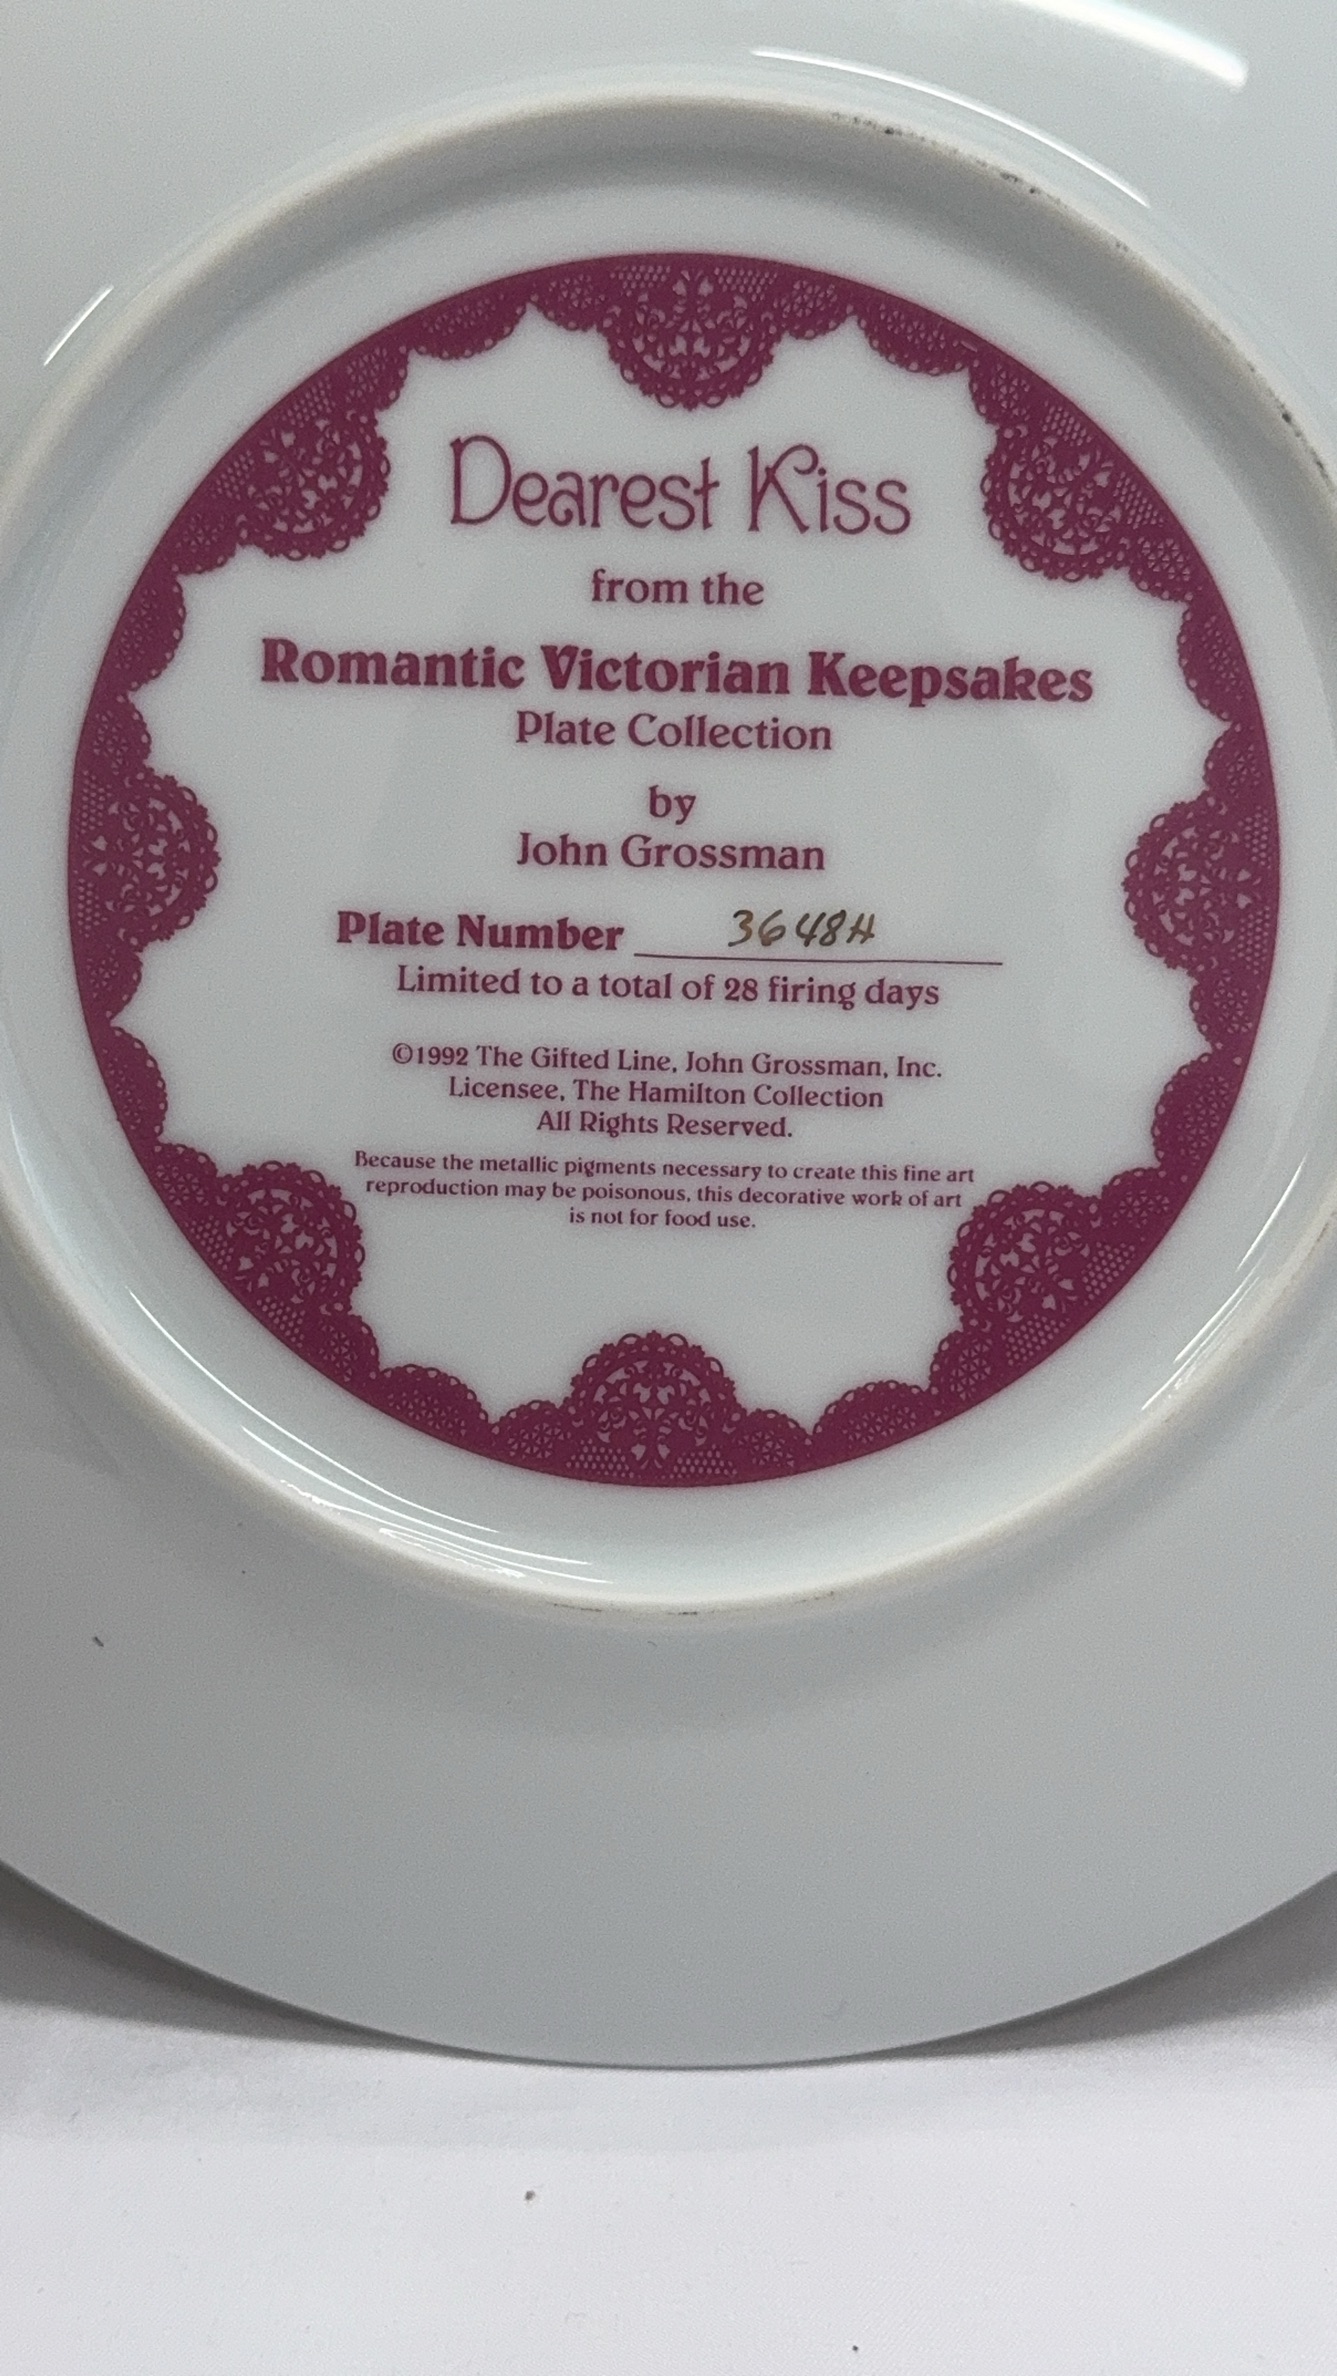 Dearest Kiss
from the
Romantic Victorian Keepsakes
Plate Collection
by
John Grossman
Plate Number 3648H
Limited to a total of 28 firing days
©1992 The Gifted Line, John Grossman, Inc.
Licensee, The Hamilton Collection
All Rights Reserved.
Because the metallic pigments necessary to create this fine art
reproduction may be poisonous, this decorative work of art
is not for food use.